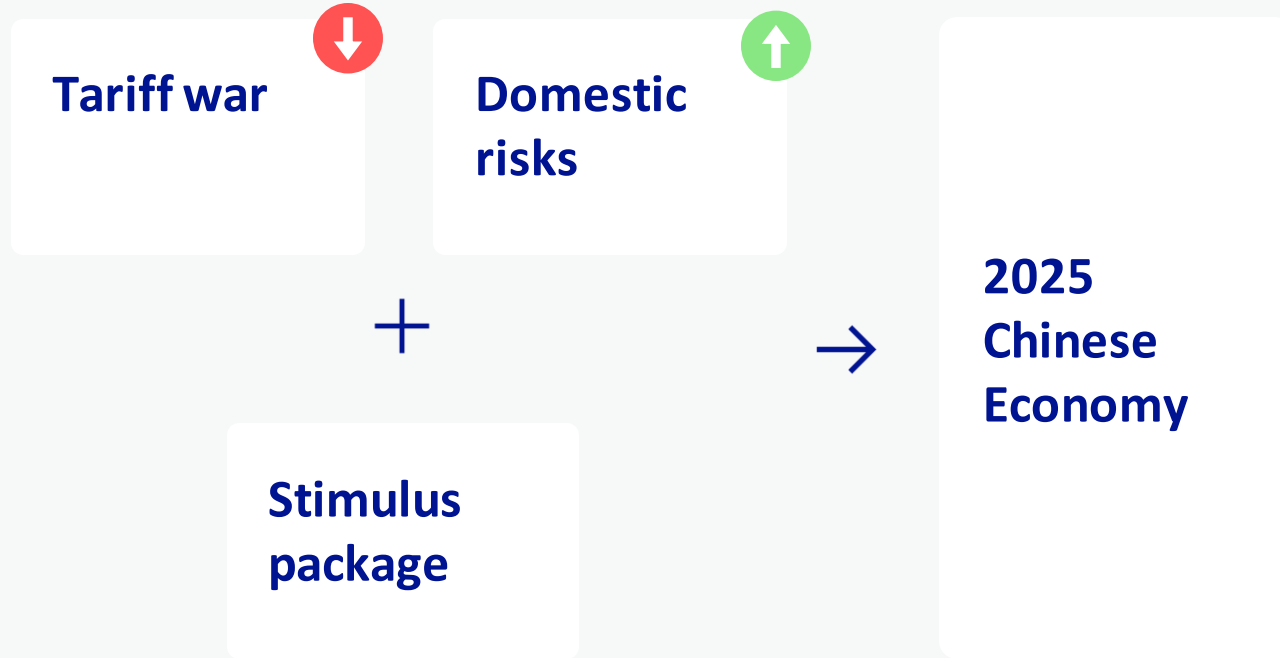 Tariff war
Domestic
risks
Stimulus
package
2025
Chinese
Economy